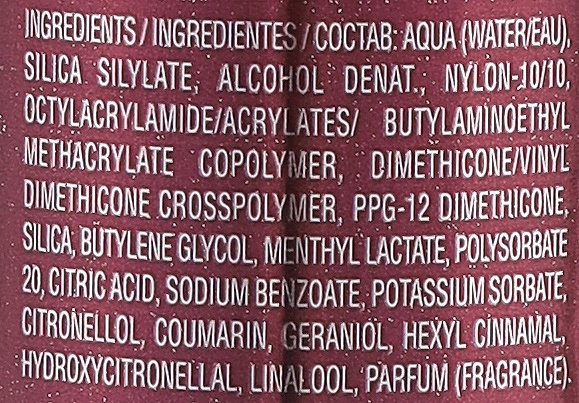 INGREDIENTS / INGREDIENTES / СОСТАВ: AQUA (WATER/EAU),
SILICA SILYLATE, ALCOHOL DENAT., NYLON-10/10,
OCTYLACRYLAMIDE/ACRYLATES/ BUTYLAMINOETHYL
METHACRYLATE COPOLYMER, DIMETHICONE/VINYL
DIMETHICONE CROSSPOLYMER, PPG-12 DIMETHICONE,
SILICA, BUTYLENE GLYCOL, MENTHYL LACTATE, POLYSORBATE
20, CITRIC ACID, SODIUM BENZOATE, POTASSIUM SORBATE,
CITRONELLOL, COUMARIN, GERANIOL, HEXYL CINNAMAL,
HYDROXYCITRONELLAL, LINALOOL, PARFUM (FRAGRANCE).